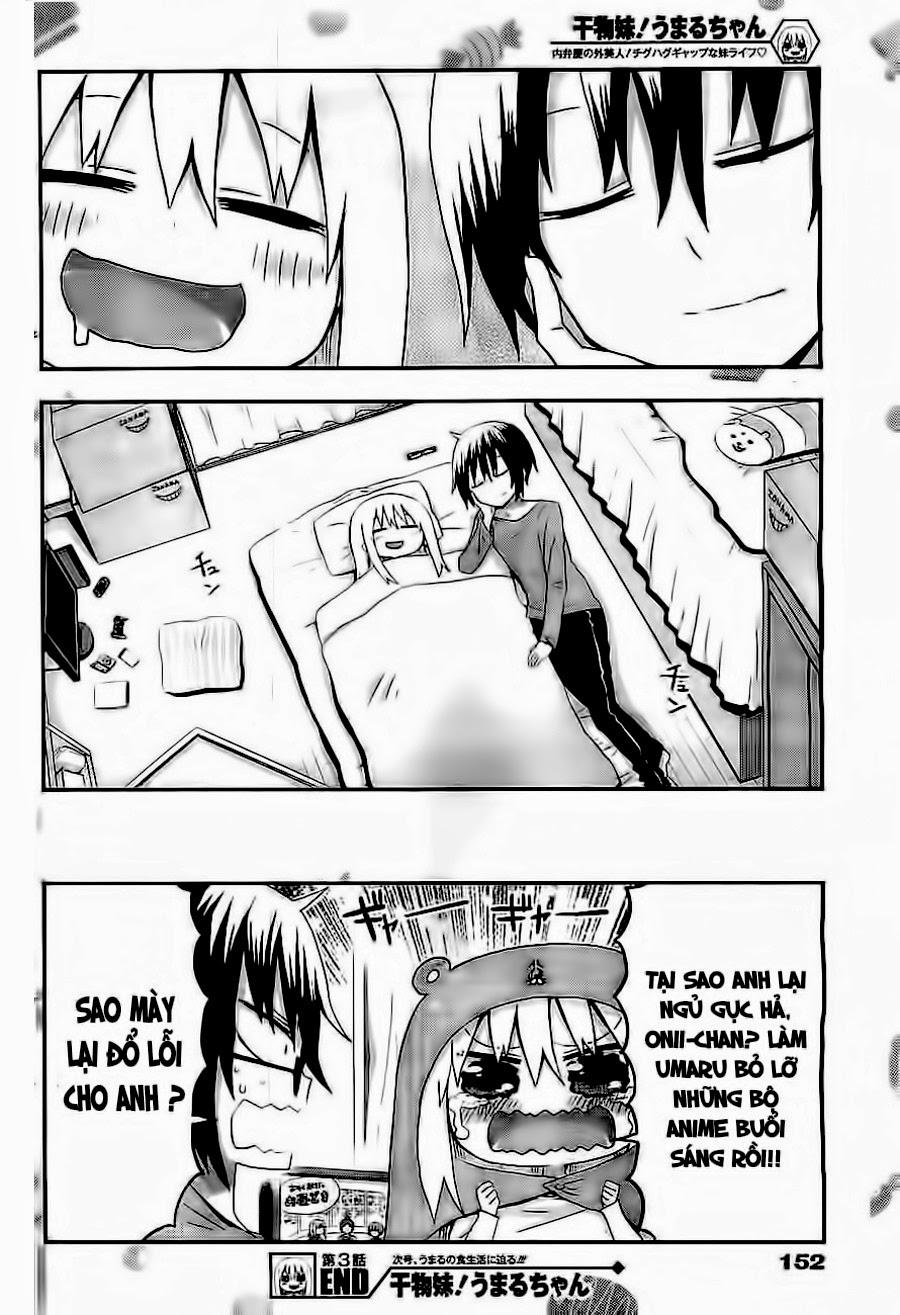 干物妹!うまるちゃん
内弁慶の外美人!チグハグギャップな妹ライフ♡
ZONAMA
チュン
チュン
ギャーー
ギャーー
TẠI SAO ANH LẠI
NGỦ GỤC HẢ,
ONII-CHAN? LÀM
UMARU BỎ LỠ
NHỮNG BỘ
ANIME BUỔI
SÁNG RỒI!!!
SAO MÀY
LẠI ĐỔ LỖI
CHO ANH ?
第3話
END
次号、うまるの食生活に迫る!!!
干物妹!うまるちゃん
152